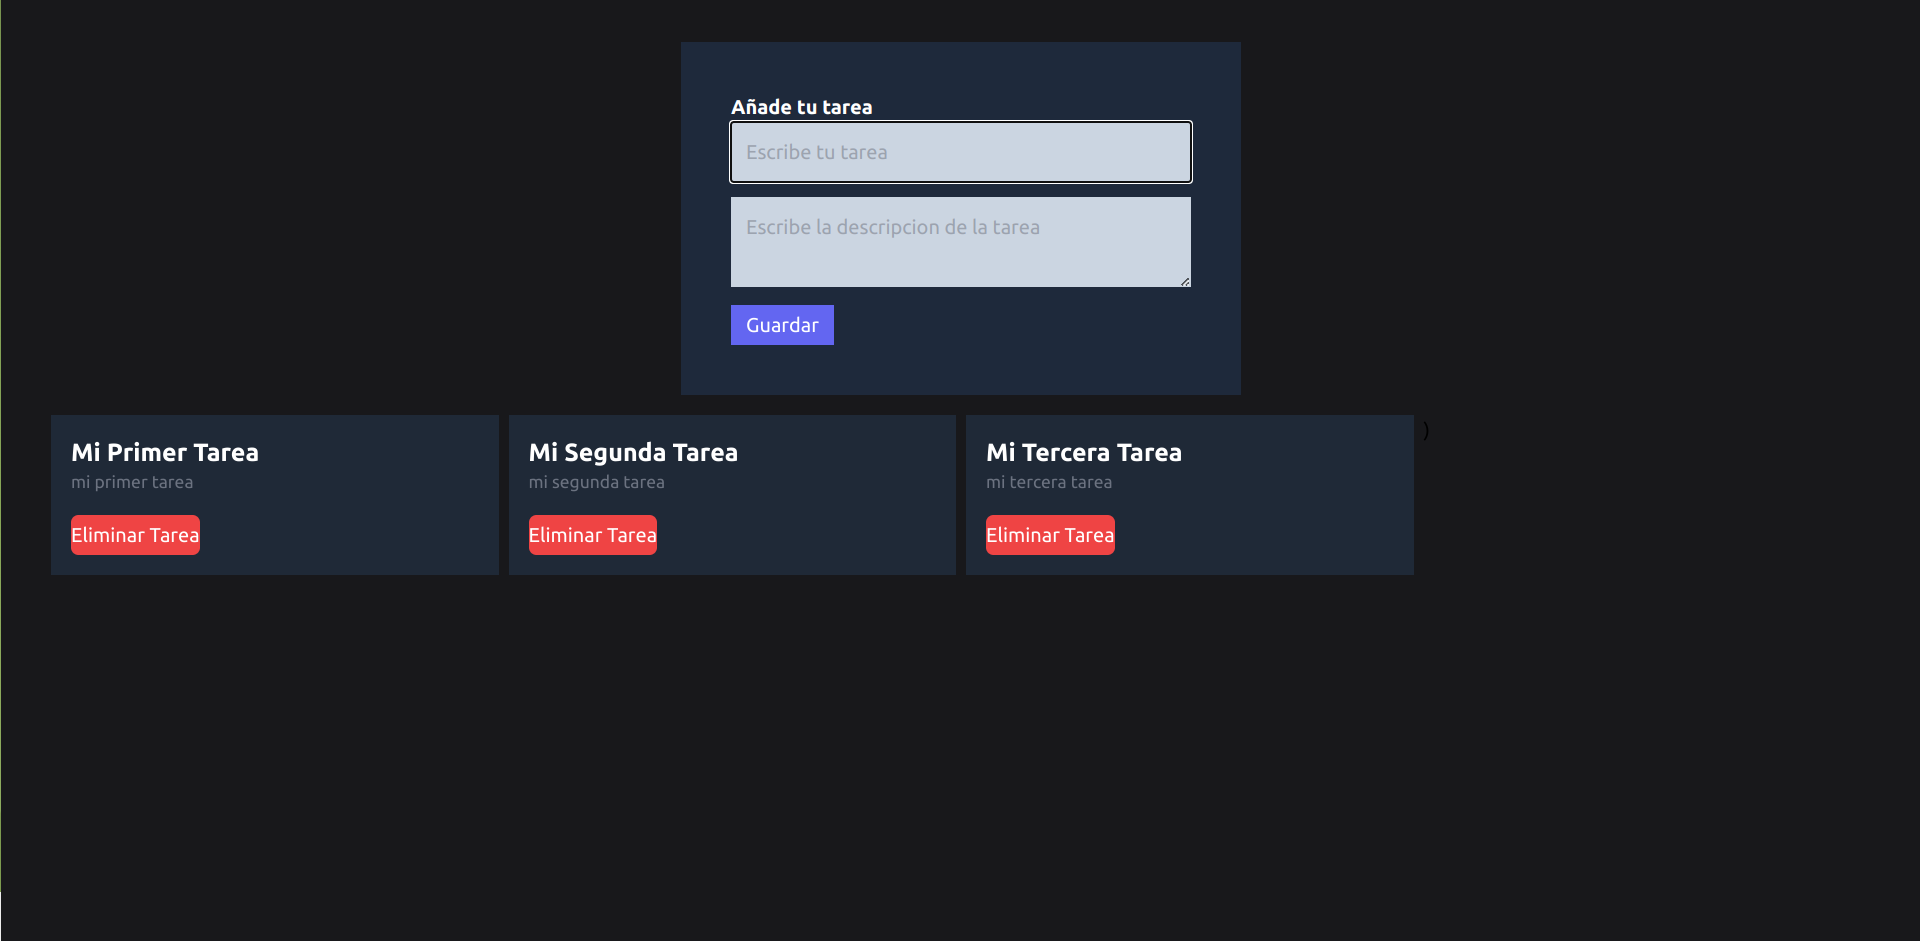 Añade tu tarea
Escribe tu tarea
Escribe la descripcion de la tarea
Guardar
Mi Primer Tarea
mi primer tarea
Eliminar Tarea
Mi Segunda Tarea
mi segunda tarea
Eliminar Tarea
Mi Tercera Tarea
mi tercera tarea
Eliminar Tarea
)